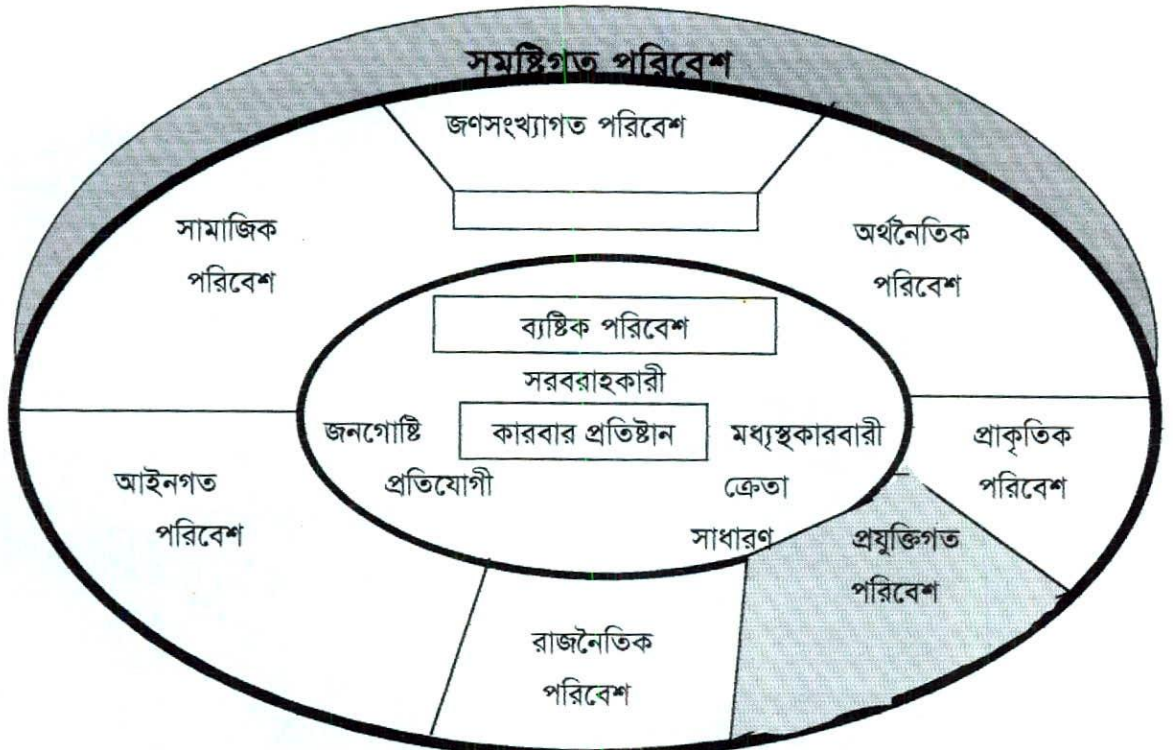 সমষ্টিগত পরিবেশ
জণসংখ্যাগত পরিবেশ
সামাজিক
পরিবেশ
অর্থনৈতিক
পরিবেশ
ব্যষ্টিক পরিবেশ
সরবরাহকারী
জনগোষ্টি
কারবার প্রতিষ্টান
মধ্যস্থকারবারী
প্রতিযোগী
ক্রেতা
সাধারণ
প্রাকৃতিক
পরিবেশ
আইনগত
পরিবেশ
প্রযুক্তিগত
পরিবেশ
রাজনৈতিক
পরিবেশ